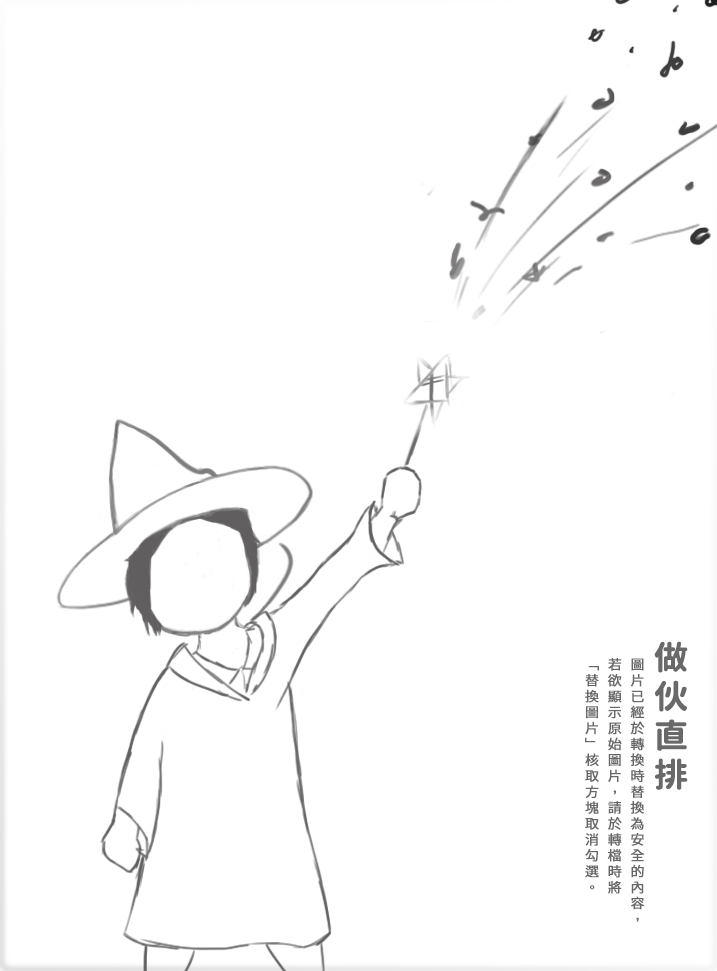 做伙直排
圖片已經於轉換時替換為安全的內容，
若欲顯示原始圖片，請於轉檔時將
「替換圖片」核取方塊取消勾選。